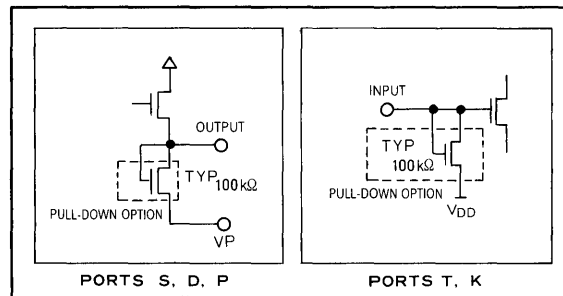 OUTPUT
TYP 100kΩ
PULL-DOWN OPTION
VP
PORTS S, D, P
INPUT
TYP
100kΩ
PULL-DOWN OPTION
VDD
PORTS T, K